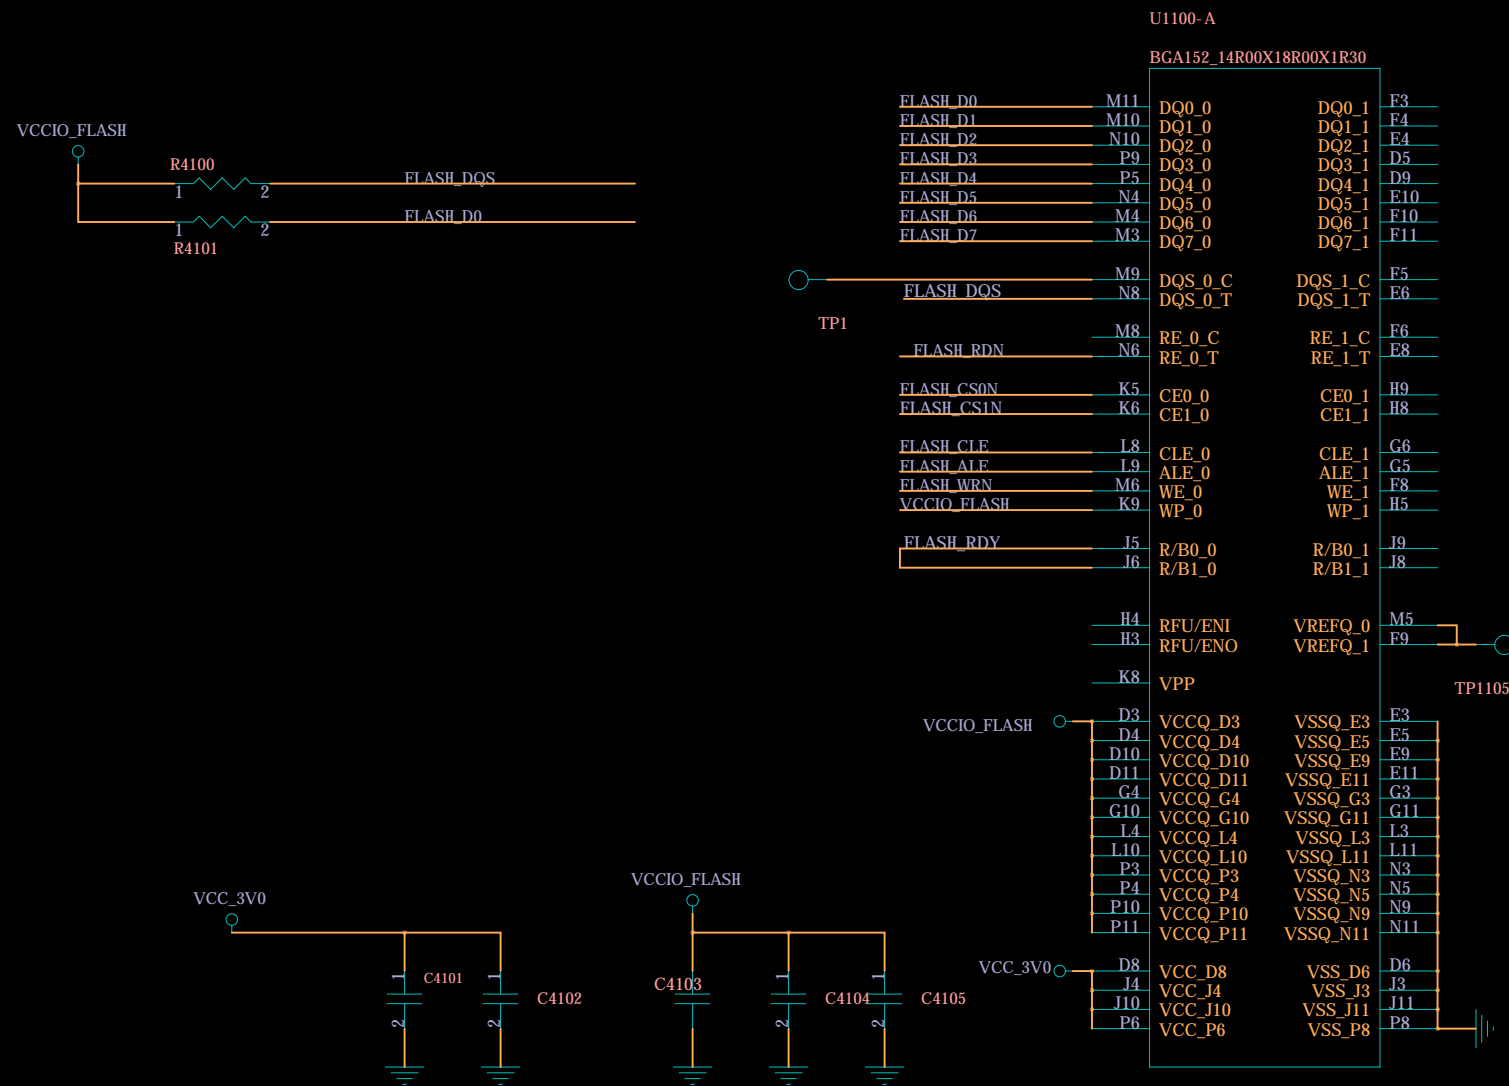 U1100-A
BGA152_14R00X18R00X1R30
VCCIO_FLASH
R4100
1 2 FLASH_DQS
1 2 FLASH_D0
R4101
FLASH_D0 M11 DQ0_0 DQ0_1 F3
FLASH_D1 M10 DQ1_0 DQ1_1 F4
FLASH_D2 N10 DQ2_0 DQ2_1 E4
FLASH_D3 P9 DQ3_0 DQ3_1 D5
FLASH_D4 P5 DQ4_0 DQ4_1 D9
FLASH_D5 N4 DQ5_0 DQ5_1 E10
FLASH_D6 M4 DQ6_0 DQ6_1 F10
FLASH_D7 M3 DQ7_0 DQ7_1 F11
M9 DQS_0_C DQS_1_C F5
FLASH_DQS N8 DQS_0_T DQS_1_T E6
TP1
M8 RE_0_C RE_1_C F6
FLASH_RDN N6 RE_0_T RE_1_T E8
FLASH_CS0N K5 CE0_0 CE0_1 H9
FLASH_CS1N K6 CE1_0 CE1_1 H8
FLASH_CLE L8 CLE_0 CLE_1 G6
FLASH_ALE L9 ALE_0 ALE_1 G5
FLASH_WRN M6 WE_0 WE_1 F8
VCCIO_FLASH K9 WP_0 WP_1 H5
FLASH_RDY J5 R/B0_0 R/B0_1 J9
J6 R/B1_0 R/B1_1 J8
H4 RFU/ENI VREFQ_0 M5
H3 RFU/ENO VREFQ_1 F9
K8 VPP
TP1105
VCCIO_FLASH D3 VCCQ_D3 VSSQ_E3 E3
D4 VCCQ_D4 VSSQ_E5 E5
D10 VCCQ_D10 VSSQ_E9 E9
D11 VCCQ_D11 VSSQ_E11 E11
G4 VCCQ_G4 VSSQ_G3 G3
G10 VCCQ_G10 VSSQ_G11 G11
L4 VCCQ_L4 VSSQ_L3 L3
L10 VCCQ_L10 VSSQ_L11 L11
P3 VCCQ_P3 VSSQ_N3 N3
P4 VCCQ_P4 VSSQ_N5 N5
P10 VCCQ_P10 VSSQ_N9 N9
P11 VCCQ_P11 VSSQ_N11 N11
VCC_3V0 D8 VCC_D8 VSS_D6 D6
J4 VCC_J4 VSS_J3 J3
J10 VCC_J10 VSS_J11 J11
P6 VCC_P6 VSS_P8 P8
VCC_3V0
VCCIO_FLASH
1 C4101 1 C4103 1 1
C4102 C4104 C4105
2 2 2 2